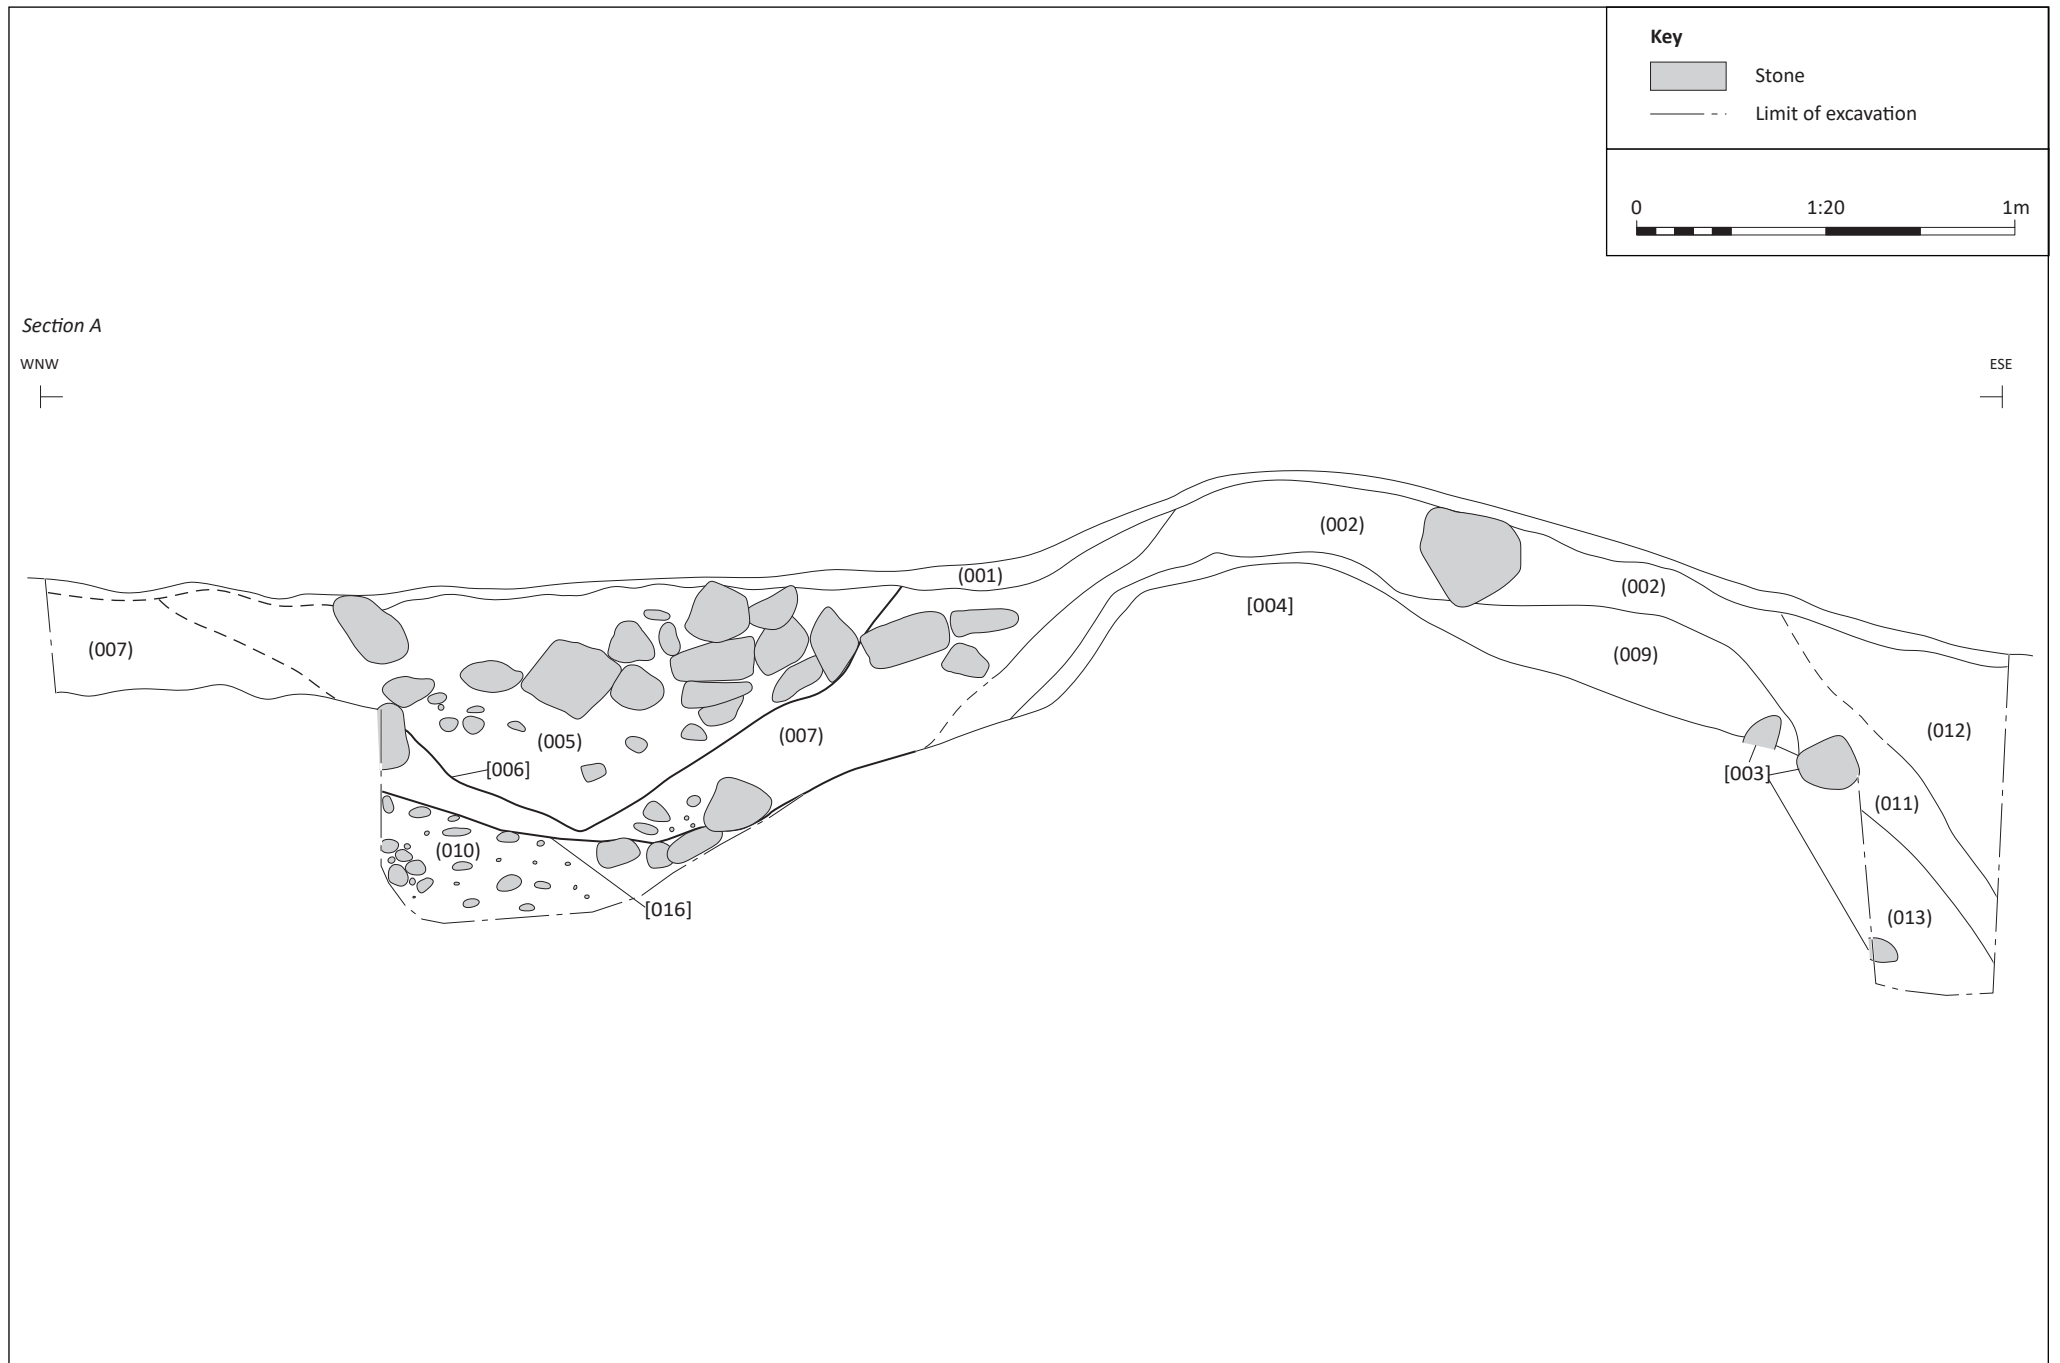 Key
Stone
Limit of excavation
0 1:20 1m
Section A
WNW ESE
(002)
(001)
(002)
[004]
(007)
(009)
(012)
(005)
(007)
[006]
[003]
(011)
(010)
[016]
(013)